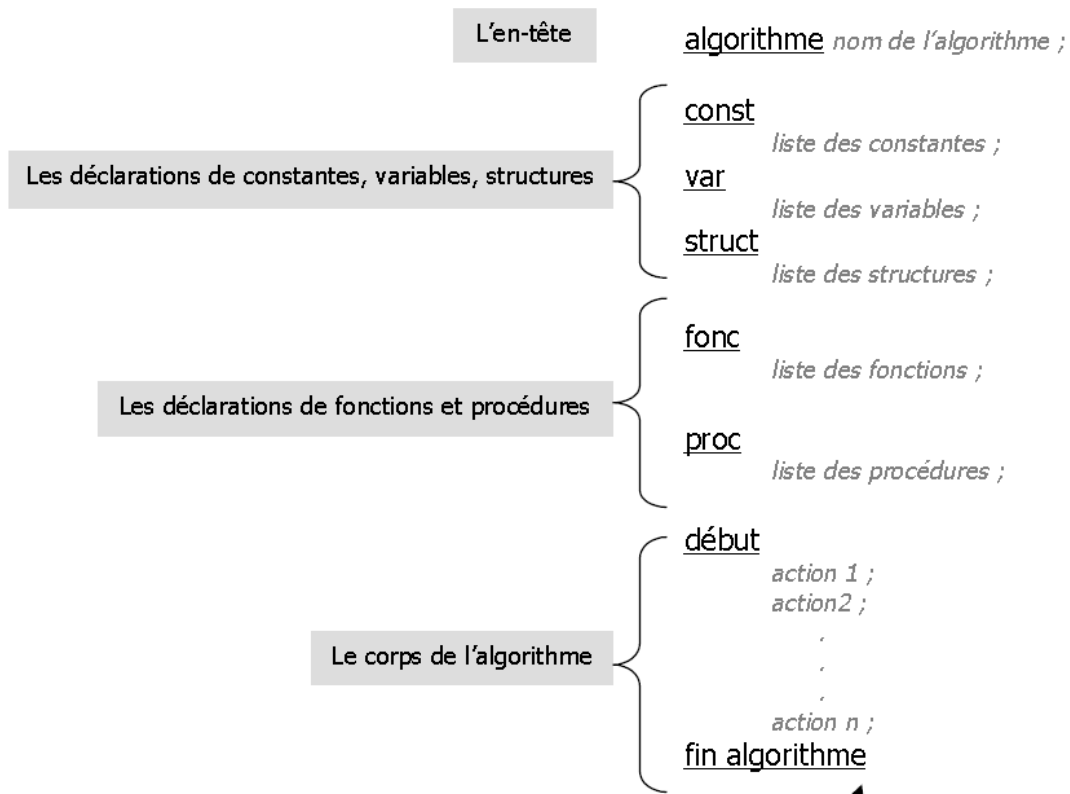 L'en-tête
algorithme nom de l'algorithme ;
const
liste des constantes ;
Les déclarations de constantes, variables, structures
var
liste des variables ;
struct
liste des structures ;
fonc
liste des fonctions ;
Les déclarations de fonctions et procédures
proc
liste des procédures ;
début
action 1 ;
action2 ;
.
.
Le corps de l'algorithme
.
action n ;
fin algorithme